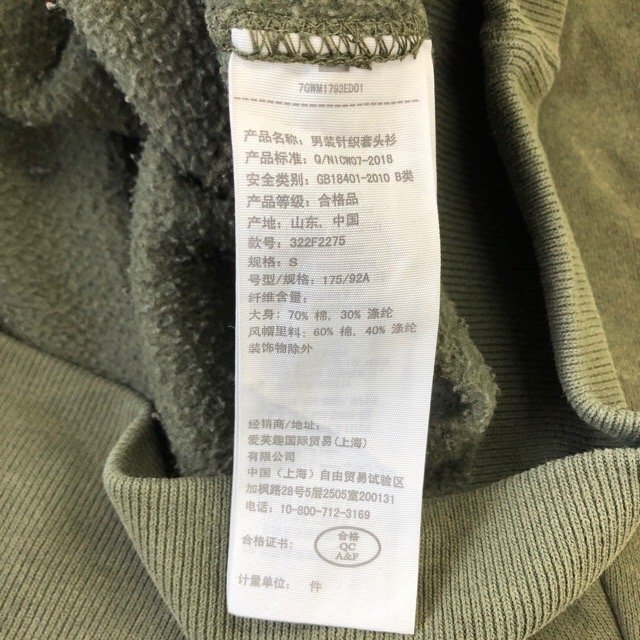 7GWM1793ED01
产品名称: 男装针织套头衫
产品标准: Q/NICW07-2018
安全类别: GB18401-2010 B类
产品等级: 合格品
产地: 山东, 中国
款号: 322F2275
规格: S
号型/规格: 175/92A
纤维含量:
大身: 70% 棉, 30% 涤纶
风帽里料: 60% 棉, 40% 涤纶
装饰物除外
经销商/地址:
爱芙趣国际贸易(上海)
有限公司
中国 (上海) 自由贸易试验区
加枫路28号5层2505室200131
电话: 10-800-712-3169
合格证书:
合格
QC
A&F
计量单位: 件